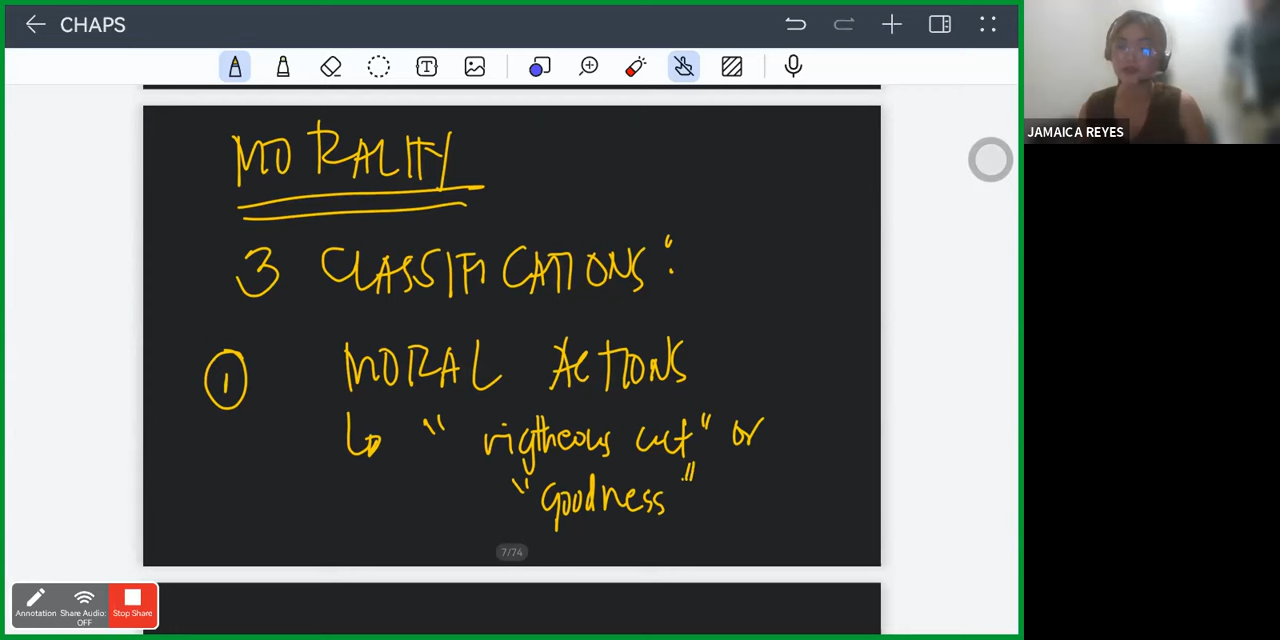 CHAPS
JAMAICA REYES
MORALITY
3 CLASSIFICATIONS:
1 MORAL ACTIONS
↳ "rigtheous act" or
"Goodness"
7/74
Annotation
Share Audio: OFF
Stop Share